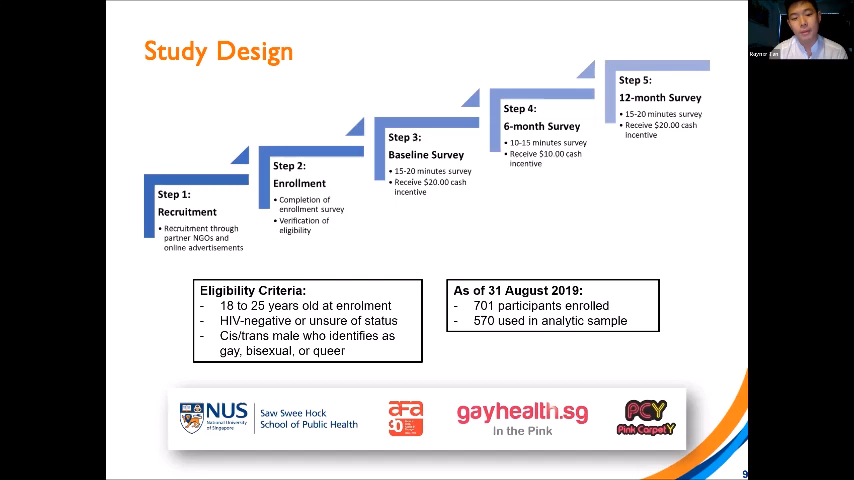 Study Design
Step 1:
Recruitment
• Recruitment through
partner NGOs and
online advertisements
Step 2:
Enrollment
• Completion of
enrollment survey
• Verification of
eligibility
Step 3:
Baseline Survey
• 15-20 minutes survey
• Receive $20.00 cash
incentive
Step 4:
6-month Survey
• 10-15 minutes survey
• Receive $10.00 cash
incentive
Step 5:
12-month Survey
• 15-20 minutes survey
• Receive $20.00 cash
incentive
Eligibility Criteria:
- 18 to 25 years old at enrolment
- HIV-negative or unsure of status
- Cis/trans male who identifies as
gay, bisexual, or queer
As of 31 August 2019:
- 701 participants enrolled
- 570 used in analytic sample
NUS
National University
of Singapore
Saw Swee Hock
School of Public Health
afa
30
gayhealth.sg
In the Pink
PCY
Pink CarpetY
9